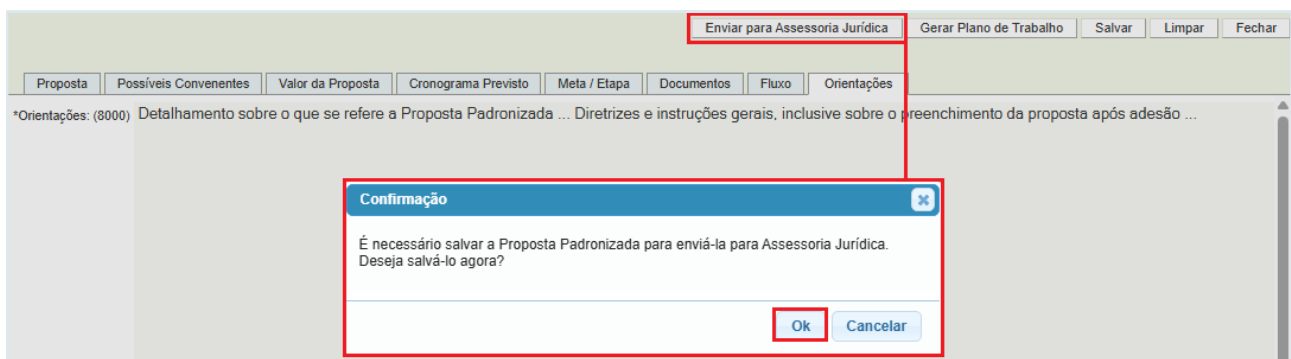 Enviar para Assessoria Jurídica Gerar Plano de Trabalho Salvar Limpar Fechar
Proposta Possíveis Convenentes Valor da Proposta Cronograma Previsto Meta / Etapa Documentos Fluxo Orientações
*Orientações: (8000) Detalhamento sobre o que se refere a Proposta Padronizada ... Diretrizes e instruções gerais, inclusive sobre o preenchimento da proposta após adesão ...
Confirmação
É necessário salvar a Proposta Padronizada para enviá-la para Assessoria Jurídica.
Deseja salvá-lo agora?
Ok Cancelar